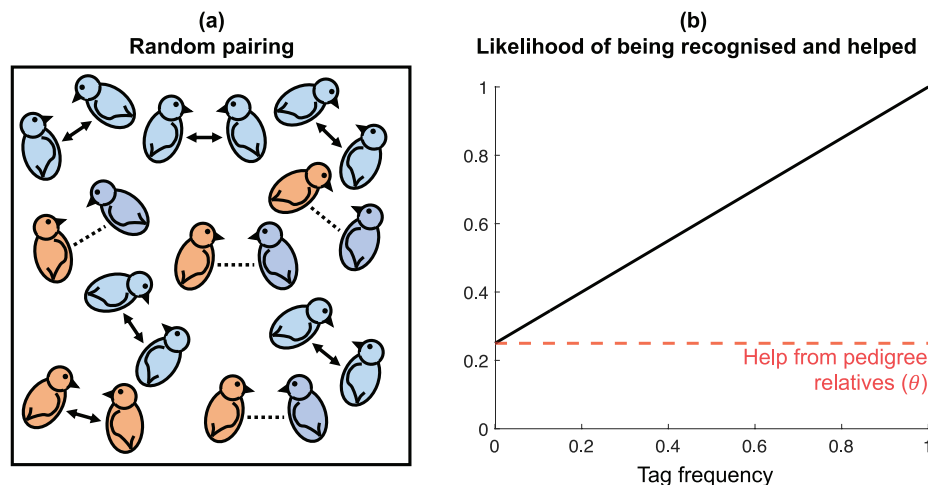 (a)
Random pairing
(b)
Likelihood of being recognised and helped
1
0.8
0.6
0.4
0.2
0
Help from pedigree
relatives (θ)
0 0.2 0.4 0.6 0.8 1
Tag frequency